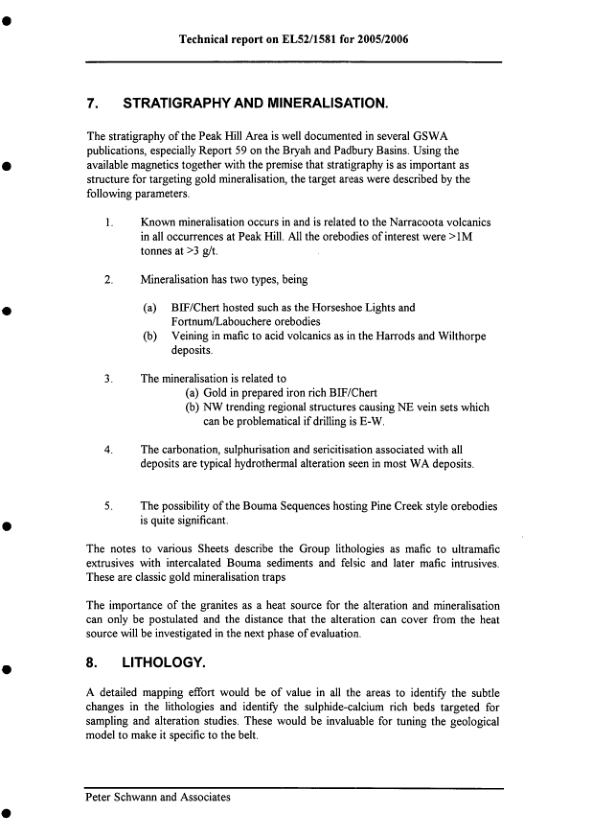 Technical report on EL52/1581 for 2005/2006
7. STRATIGRAPHY AND MINERALISATION.
The stratigraphy of the Peak Hill Area is well documented in several GSWA
publications, especially Report 59 on the Bryah and Padbury Basins. Using the
available magnetics together with the premise that stratigraphy is as important as
structure for targeting gold mineralisation, the target areas were described by the
following parameters.
1. Known mineralisation occurs in and is related to the Narracoota volcanics
in all occurrences at Peak Hill. All the orebodies of interest were >1M
tonnes at >3 g/t.
2. Mineralisation has two types, being
(a) BIF/Chert hosted such as the Horseshoe Lights and
Fortnum/Labouchere orebodies
(b) Veining in mafic to acid volcanics as in the Harrods and Wilthorpe
deposits.
3. The mineralisation is related to
(a) Gold in prepared iron rich BIF/Chert
(b) NW trending regional structures causing NE vein sets which
can be problematical if drilling is E-W.
4. The carbonation, sulphurisation and sericitisation associated with all
deposits are typical hydrothermal alteration seen in most WA deposits.
5. The possibility of the Bouma Sequences hosting Pine Creek style orebodies
is quite significant.
The notes to various Sheets describe the Group lithologies as mafic to ultramafic
extrusives with intercalated Bouma sediments and felsic and later mafic intrusives.
These are classic gold mineralisation traps
The importance of the granites as a heat source for the alteration and mineralisation
can only be postulated and the distance that the alteration can cover from the heat
source will be investigated in the next phase of evaluation.
8. LITHOLOGY.
A detailed mapping effort would be of value in all the areas to identify the subtle
changes in the lithologies and identify the sulphide-calcium rich beds targeted for
sampling and alteration studies. These would be invaluable for tuning the geological
model to make it specific to the belt.
Peter Schwann and Associates